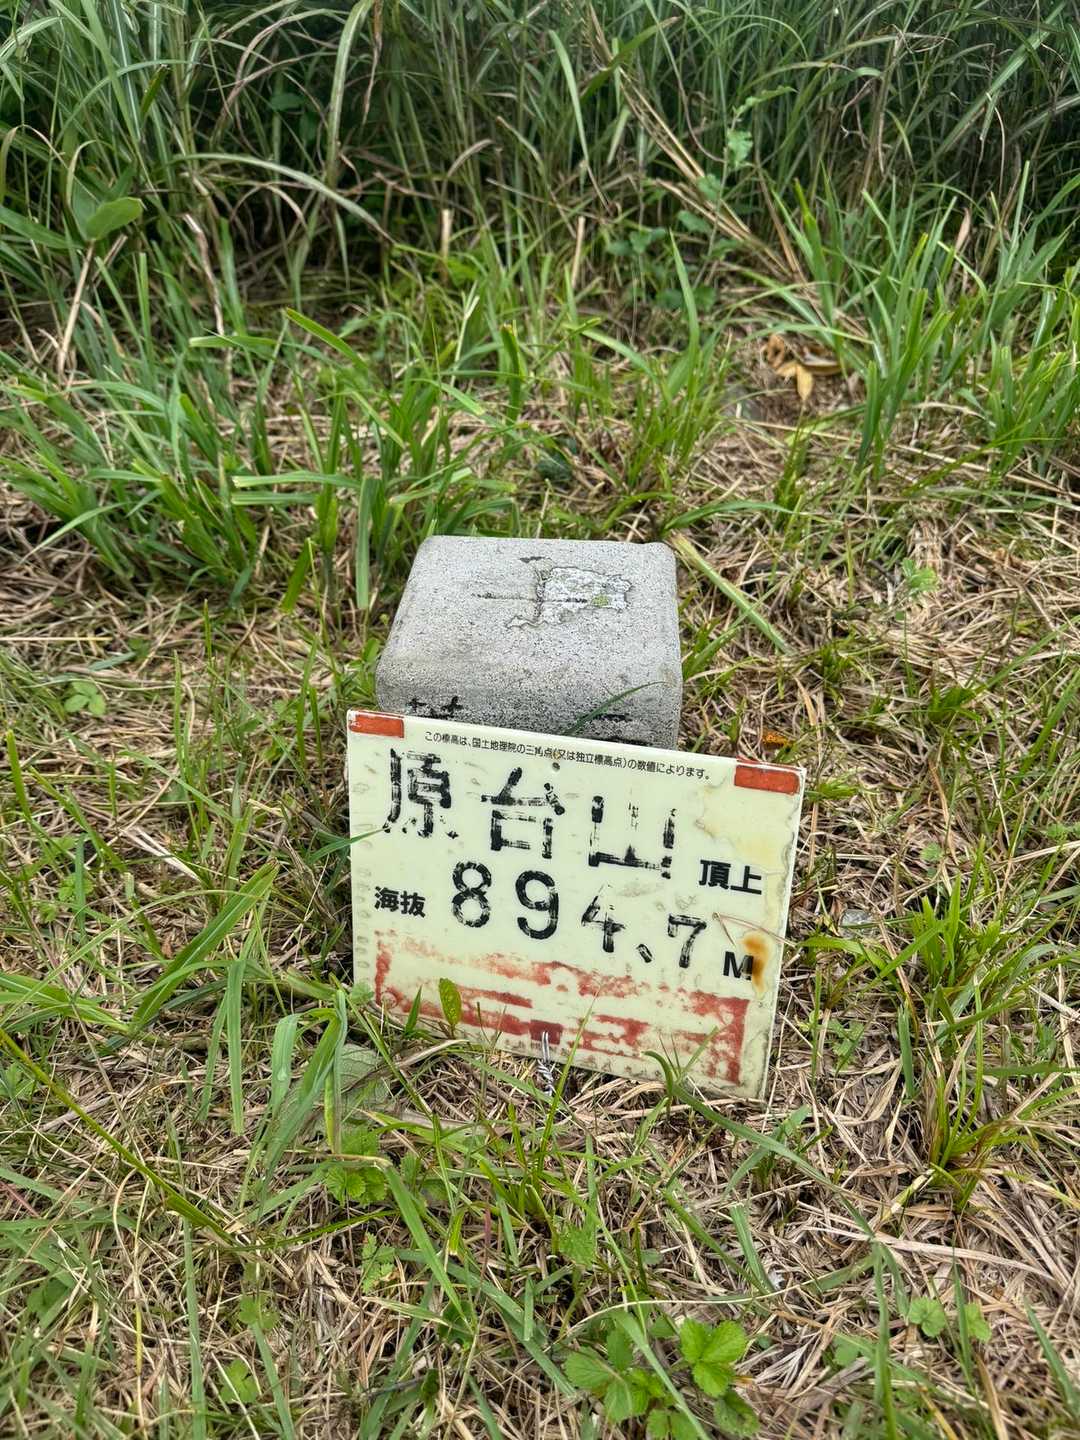 この標高は、国土地理院の三角点(又は独立標高点)の数値によります。
原台山 頂上
海抜 894.7M